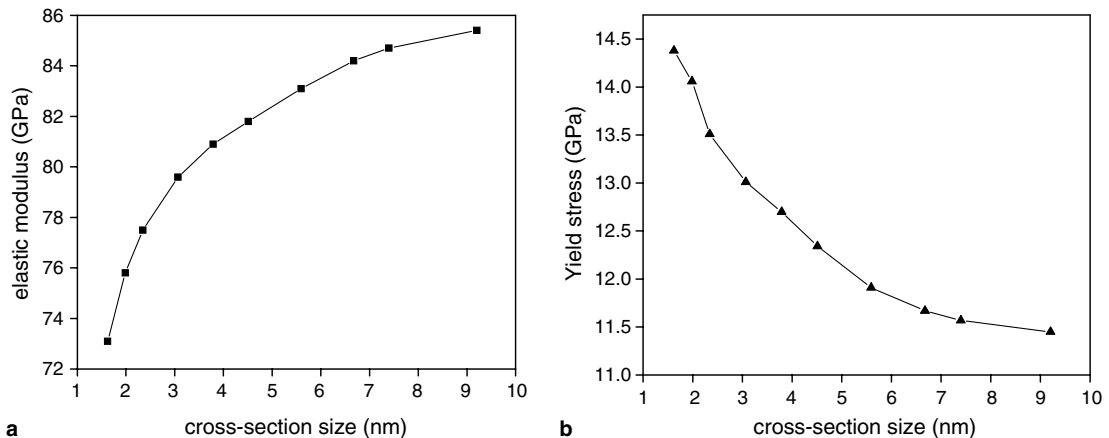 86
84
82
80
78
76
74
72
elastic modulus (GPa)
1 2 3 4 5 6 7 8 9 10
cross-section size (nm)
a
14.5
14.0
13.5
13.0
12.5
12.0
11.5
11.0
Yield stress (GPa)
1 2 3 4 5 6 7 8 9 10
cross-section size (nm)
b